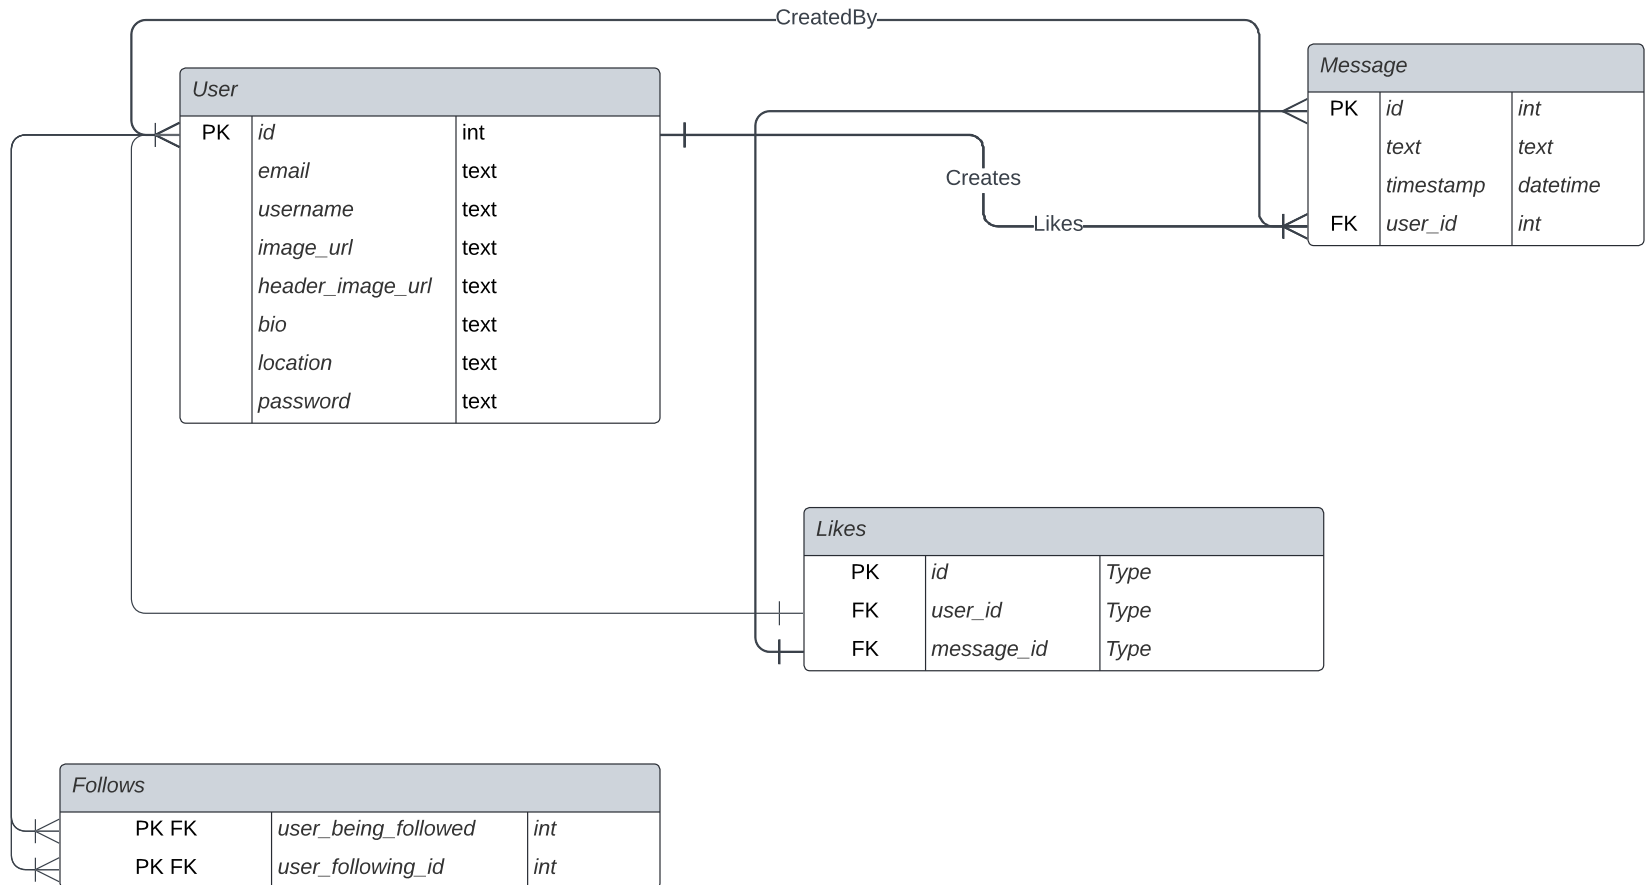 CreatedBy
User
PK id int
email text
username text
image_url text
header_image_url text
bio text
location text
password text
Creates
Likes
Message
PK id int
text text
timestamp datetime
FK user_id int
Likes
PK id Type
FK user_id Type
FK message_id Type
Follows
PK FK user_being_followed int
PK FK user_following_id int